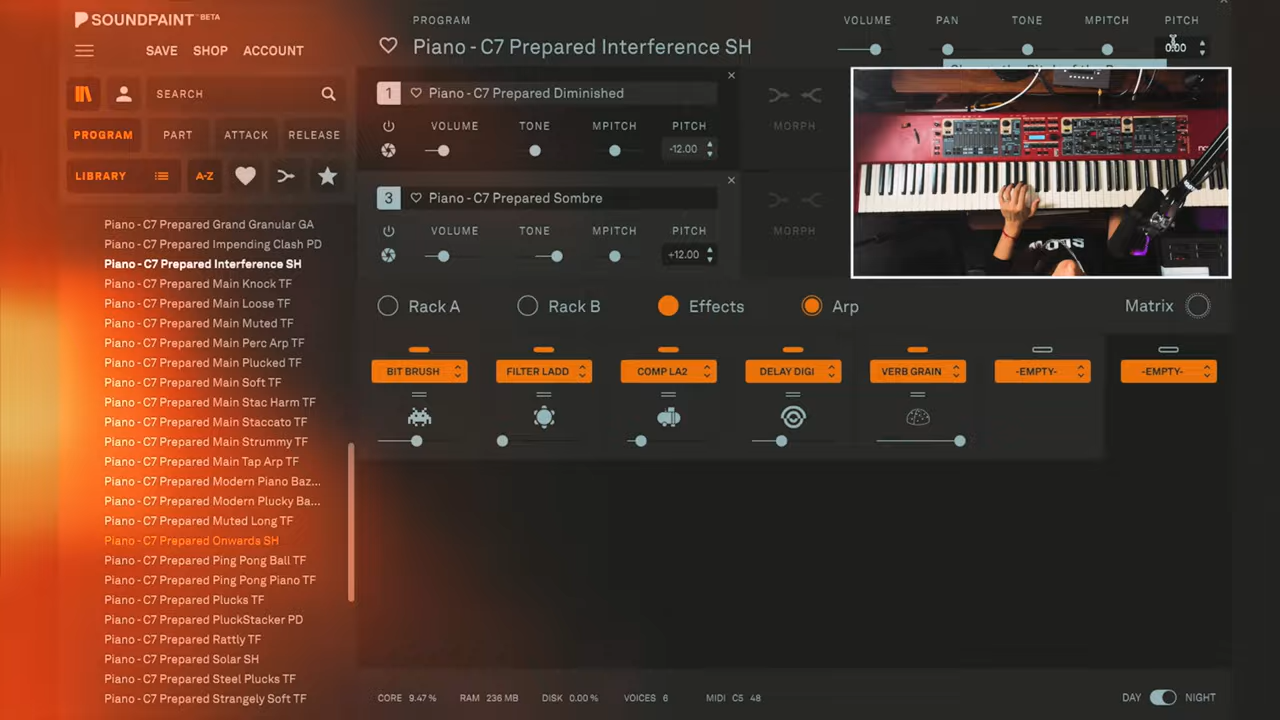 SOUNDPAINT BETA
SAVE SHOP ACCOUNT
SEARCH
PROGRAM PART ATTACK RELEASE
LIBRARY A-Z
Piano - C7 Prepared Grand Granular GA
Piano - C7 Prepared Impending Clash PD
Piano - C7 Prepared Interference SH
Piano - C7 Prepared Main Knock TF
Piano - C7 Prepared Main Loose TF
Piano - C7 Prepared Main Muted TF
Piano - C7 Prepared Main Perc Arp TF
Piano - C7 Prepared Main Plucked TF
Piano - C7 Prepared Main Soft TF
Piano - C7 Prepared Main Stac Harm TF
Piano - C7 Prepared Main Staccato TF
Piano - C7 Prepared Main Strummy TF
Piano - C7 Prepared Main Tap Arp TF
Piano - C7 Prepared Modern Piano Baz...
Piano - C7 Prepared Modern Plucky Ba...
Piano - C7 Prepared Muted Long TF
Piano - C7 Prepared Onwards SH
Piano - C7 Prepared Ping Pong Ball TF
Piano - C7 Prepared Ping Pong Piano TF
Piano - C7 Prepared Plucks TF
Piano - C7 Prepared PluckStacker PD
Piano - C7 Prepared Rattly TF
Piano - C7 Prepared Solar SH
Piano - C7 Prepared Steel Plucks TF
Piano - C7 Prepared Strangely Soft TF
PROGRAM
Piano - C7 Prepared Interference SH
VOLUME PAN TONE MPITCH PITCH
0.00
1 Piano - C7 Prepared Diminished
VOLUME TONE MPITCH PITCH
-12.00
MORPH
3 Piano - C7 Prepared Sombre
VOLUME TONE MPITCH PITCH
+12.00
MORPH
Rack A Rack B Effects Arp Matrix
BIT BRUSH FILTER LADD COMP LA2 DELAY DIGI VERB GRAIN -EMPTY- -EMPTY-
CORE 9.47 % RAM 236 MB DISK 0.00 % VOICES 6 MIDI C5 48
DAY NIGHT